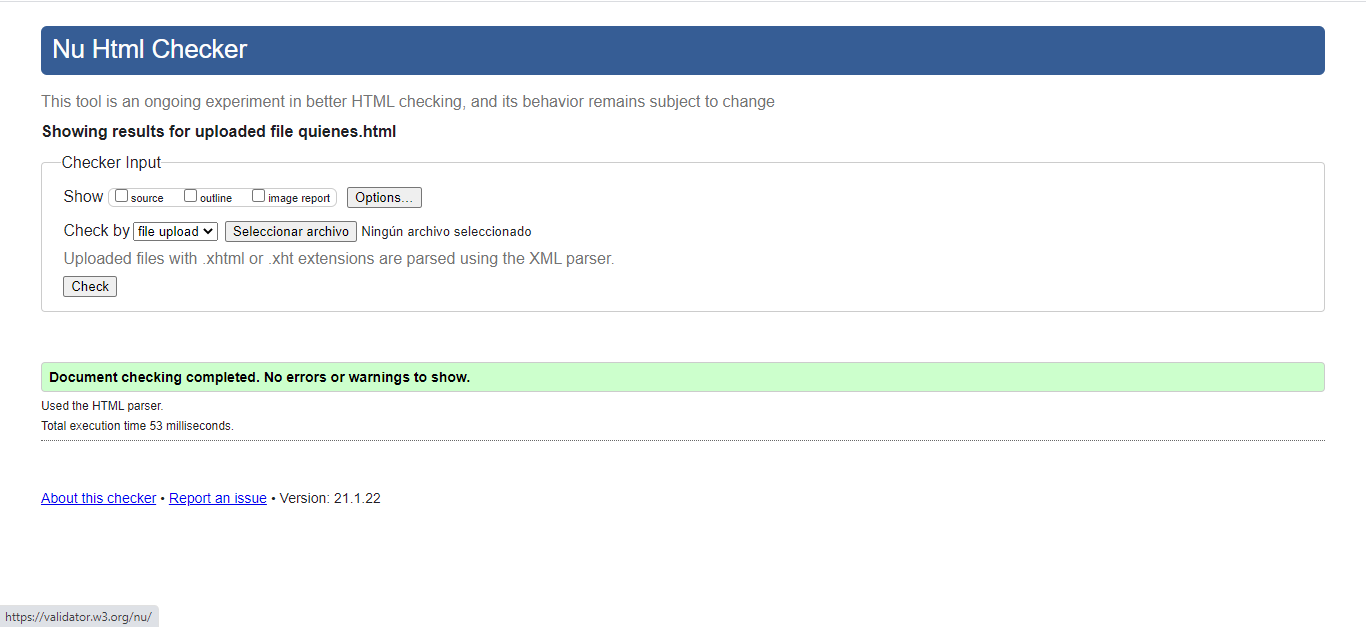 Nu Html Checker
This tool is an ongoing experiment in better HTML checking, and its behavior remains subject to change
Showing results for uploaded file quienes.html
Checker Input
Show source outline image report Options...
Check by file upload Seleccionar archivo Ningún archivo seleccionado
Uploaded files with .xhtml or .xht extensions are parsed using the XML parser.
Check
Document checking completed. No errors or warnings to show.
Used the HTML parser.
Total execution time 53 milliseconds.
About this checker • Report an issue • Version: 21.1.22
https://validator.w3.org/nu/